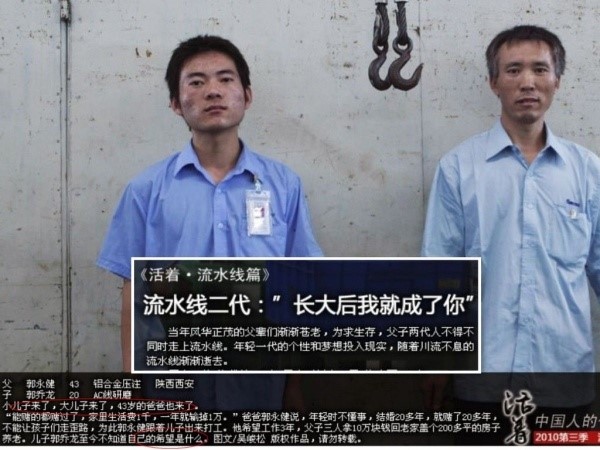 《活着·流水线篇》
流水线二代：”长大后我就成了你”
当年风华正茂的父辈们渐渐苍老，为求生存，父子两代人不得不
同时走上流水线。年轻一代的个性和梦想投入现实，随着川流不息的
流水线渐渐逝去。
父 郭永健 43 铝合金压注 陕西西安
子 郭乔龙 20 AC线研磨
小儿子来了，大儿子来了，43岁的爸爸也来了。
“能赌的都赌过了，家里生活费1千，一年就输掉1万。”爸爸郭永健说，年轻时不懂事，结婚20多年，就赌了20多年，
不能让孩子们走歪路，为此郭永健跟着儿子出来打工。他希望工作3年，父子三人拿10万块钱回老家盖个200多平的房子
养老。儿子郭乔龙至今不知道自己的希望是什么。图文/吴峻松 版权作品，请勿转载。
活着
中国人的
2010第三季